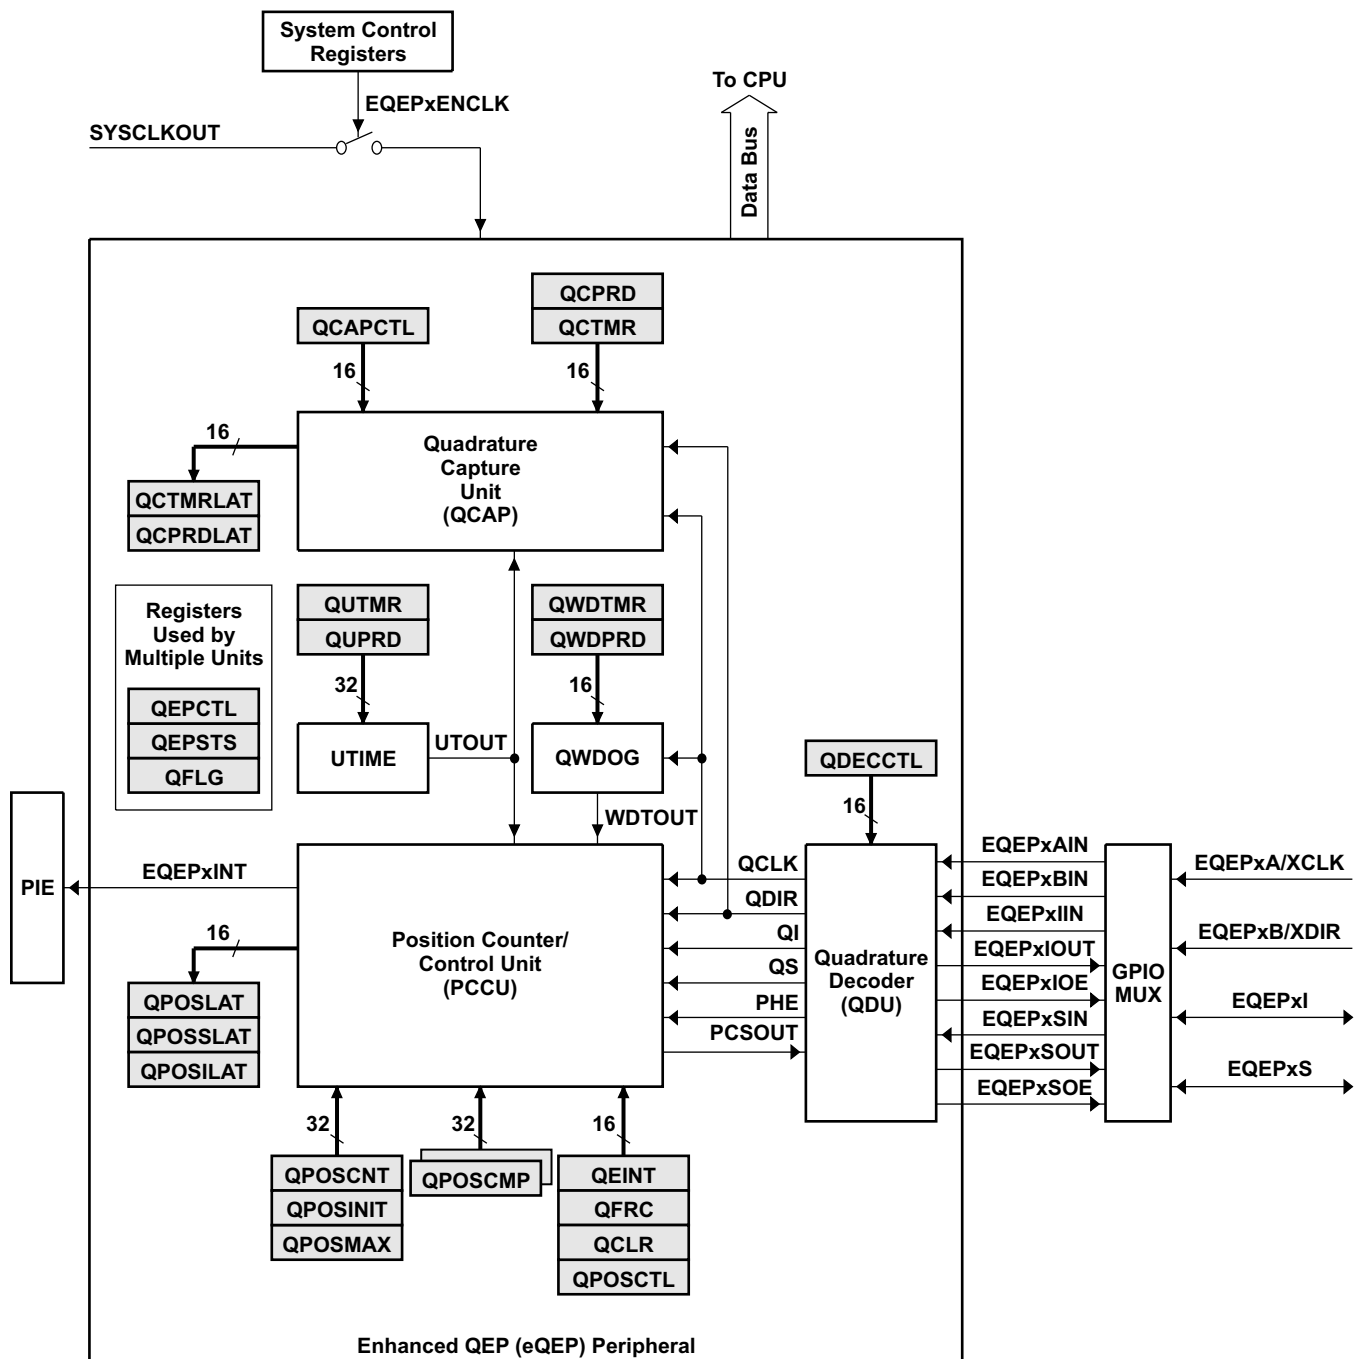 System Control
Registers
To CPU
EQEPxENCLK
SYSCLKOUT
Data Bus
QCPRD
QCAPCTL
QCTMR
16
16
16
Quadrature
Capture
Unit
(QCAP)
QCTMRLAT
QCPRDLAT
Registers
Used by
Multiple Units
QEPCTL
QEPSTS
QFLG
QUTMR
QUPRD
QWDTMR
QWDPRD
32
16
UTIME
UTOUT
QWDOG
QDECCTL
WDTOUT
16
PIE
EQEPxINT
16
Position Counter/
Control Unit
(PCCU)
QCLK
QDIR
QI
QS
PHE
PCSOUT
Quadrature
Decoder
(QDU)
EQEPxAIN
EQEPxBIN
EQEPxIIN
EQEPxIOUT
EQEPxIOE
EQEPxSIN
EQEPxSOUT
EQEPxSOE
GPIO
MUX
EQEPxA/XCLK
EQEPxB/XDIR
EQEPxI
EQEPxS
QPOSLAT
QPOSSLAT
QPOSILAT
32
32
16
QPOSCNT
QPOSINIT
QPOSMAX
QPOSCMP
QEINT
QFRC
QCLR
QPOSCTL
Enhanced QEP (eQEP) Peripheral